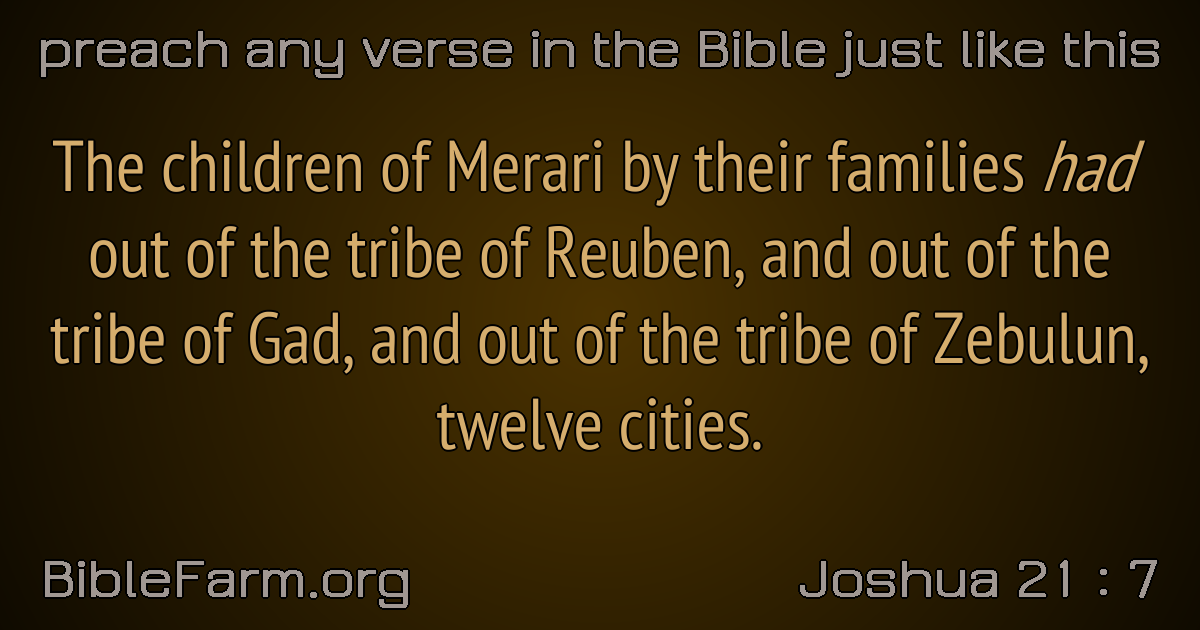 preach any verse in the Bible just like this
The children of Merari by their families had
out of the tribe of Reuben, and out of the
tribe of Gad, and out of the tribe of Zebulun,
twelve cities.
BibleFarm.org
Joshua 21 : 7